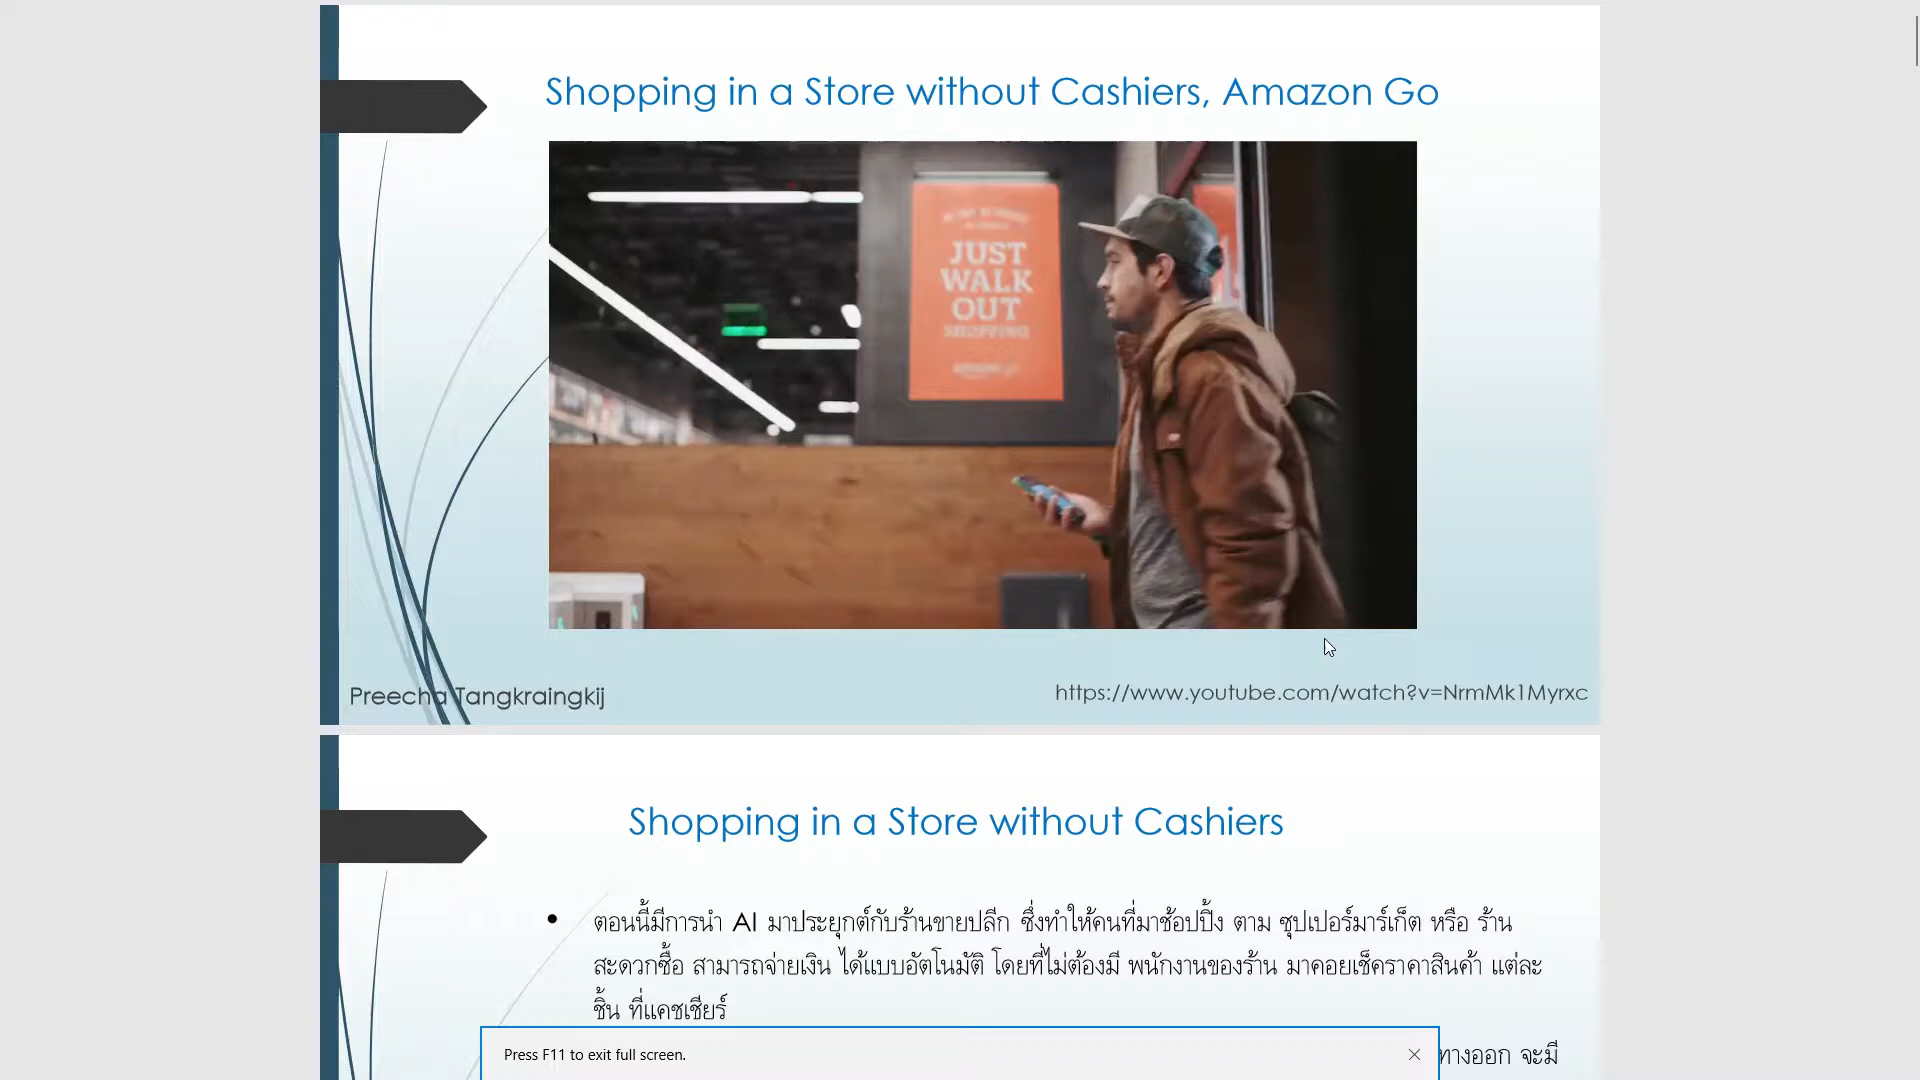 Shopping in a Store without Cashiers, Amazon Go
JUST
WALK
OUT
SHOPPING
Preecha Tangkraingkij
https://www.youtube.com/watch?v=NrmMk1Myrxc
Shopping in a Store without Cashiers
• ตอนนี้มีการนำ AI มาประยุกต์กับร้านขายปลีก ซึ่งทำให้คนที่มาช้อปปิ้ง ตาม ซุปเปอร์มาร์เก็ต หรือ ร้าน
สะดวกซื้อ สามารถจ่ายเงิน ได้แบบอัตโนมัติ โดยที่ไม่ต้องมี พนักงานของร้าน มาคอยเช็คราคาสินค้า แต่ละ
ชิ้น ที่แคชเชียร์
ทางออก จะมี
Press F11 to exit full screen.